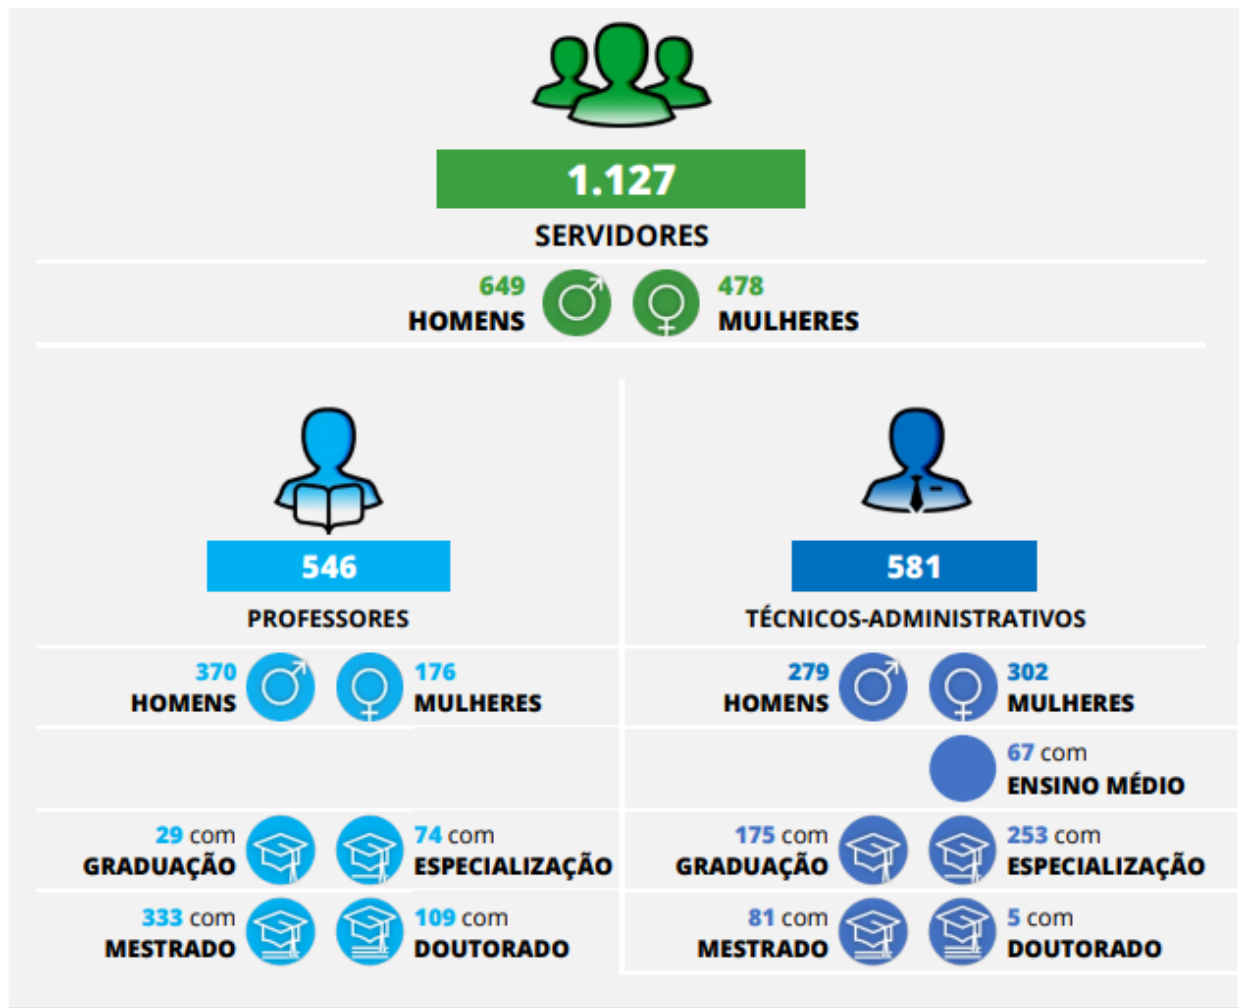 1.127
SERVIDORES
649
HOMENS
478
MULHERES
546
PROFESSORES
370
HOMENS
176
MULHERES
29 com
GRADUAÇÃO
74 com
ESPECIALIZAÇÃO
333 com
MESTRADO
109 com
DOUTORADO
581
TÉCNICOS-ADMINISTRATIVOS
279
HOMENS
302
MULHERES
67 com
ENSINO MÉDIO
175 com
GRADUAÇÃO
253 com
ESPECIALIZAÇÃO
81 com
MESTRADO
5 com
DOUTORADO